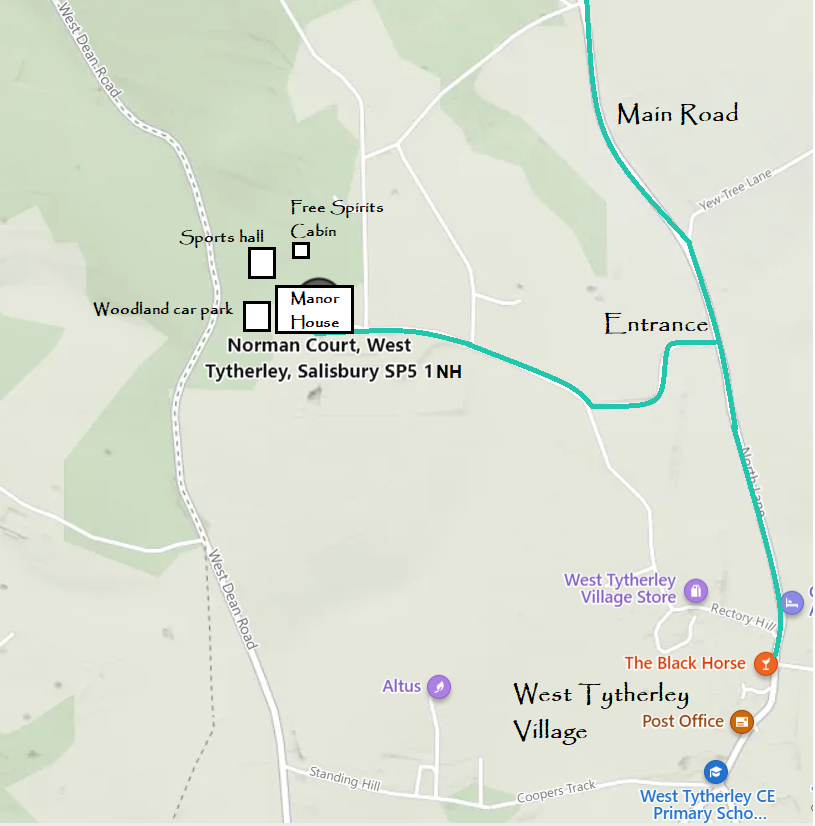 West Dean Road
Main Road
Yew Tree Lane
Free Spirits
Cabin
Sports hall
Manor
House
Woodland car park
Entrance
Norman Court, West
Tytherley, Salisbury SP5 1NH
North Lane
West Dean Road
West Tytherley
Village Store
Rectory Hill
The Black Horse
Altus
West Tytherley
Village
Post Office
Standing Hill
Coopers Track
West Tytherley CE
Primary Scho...